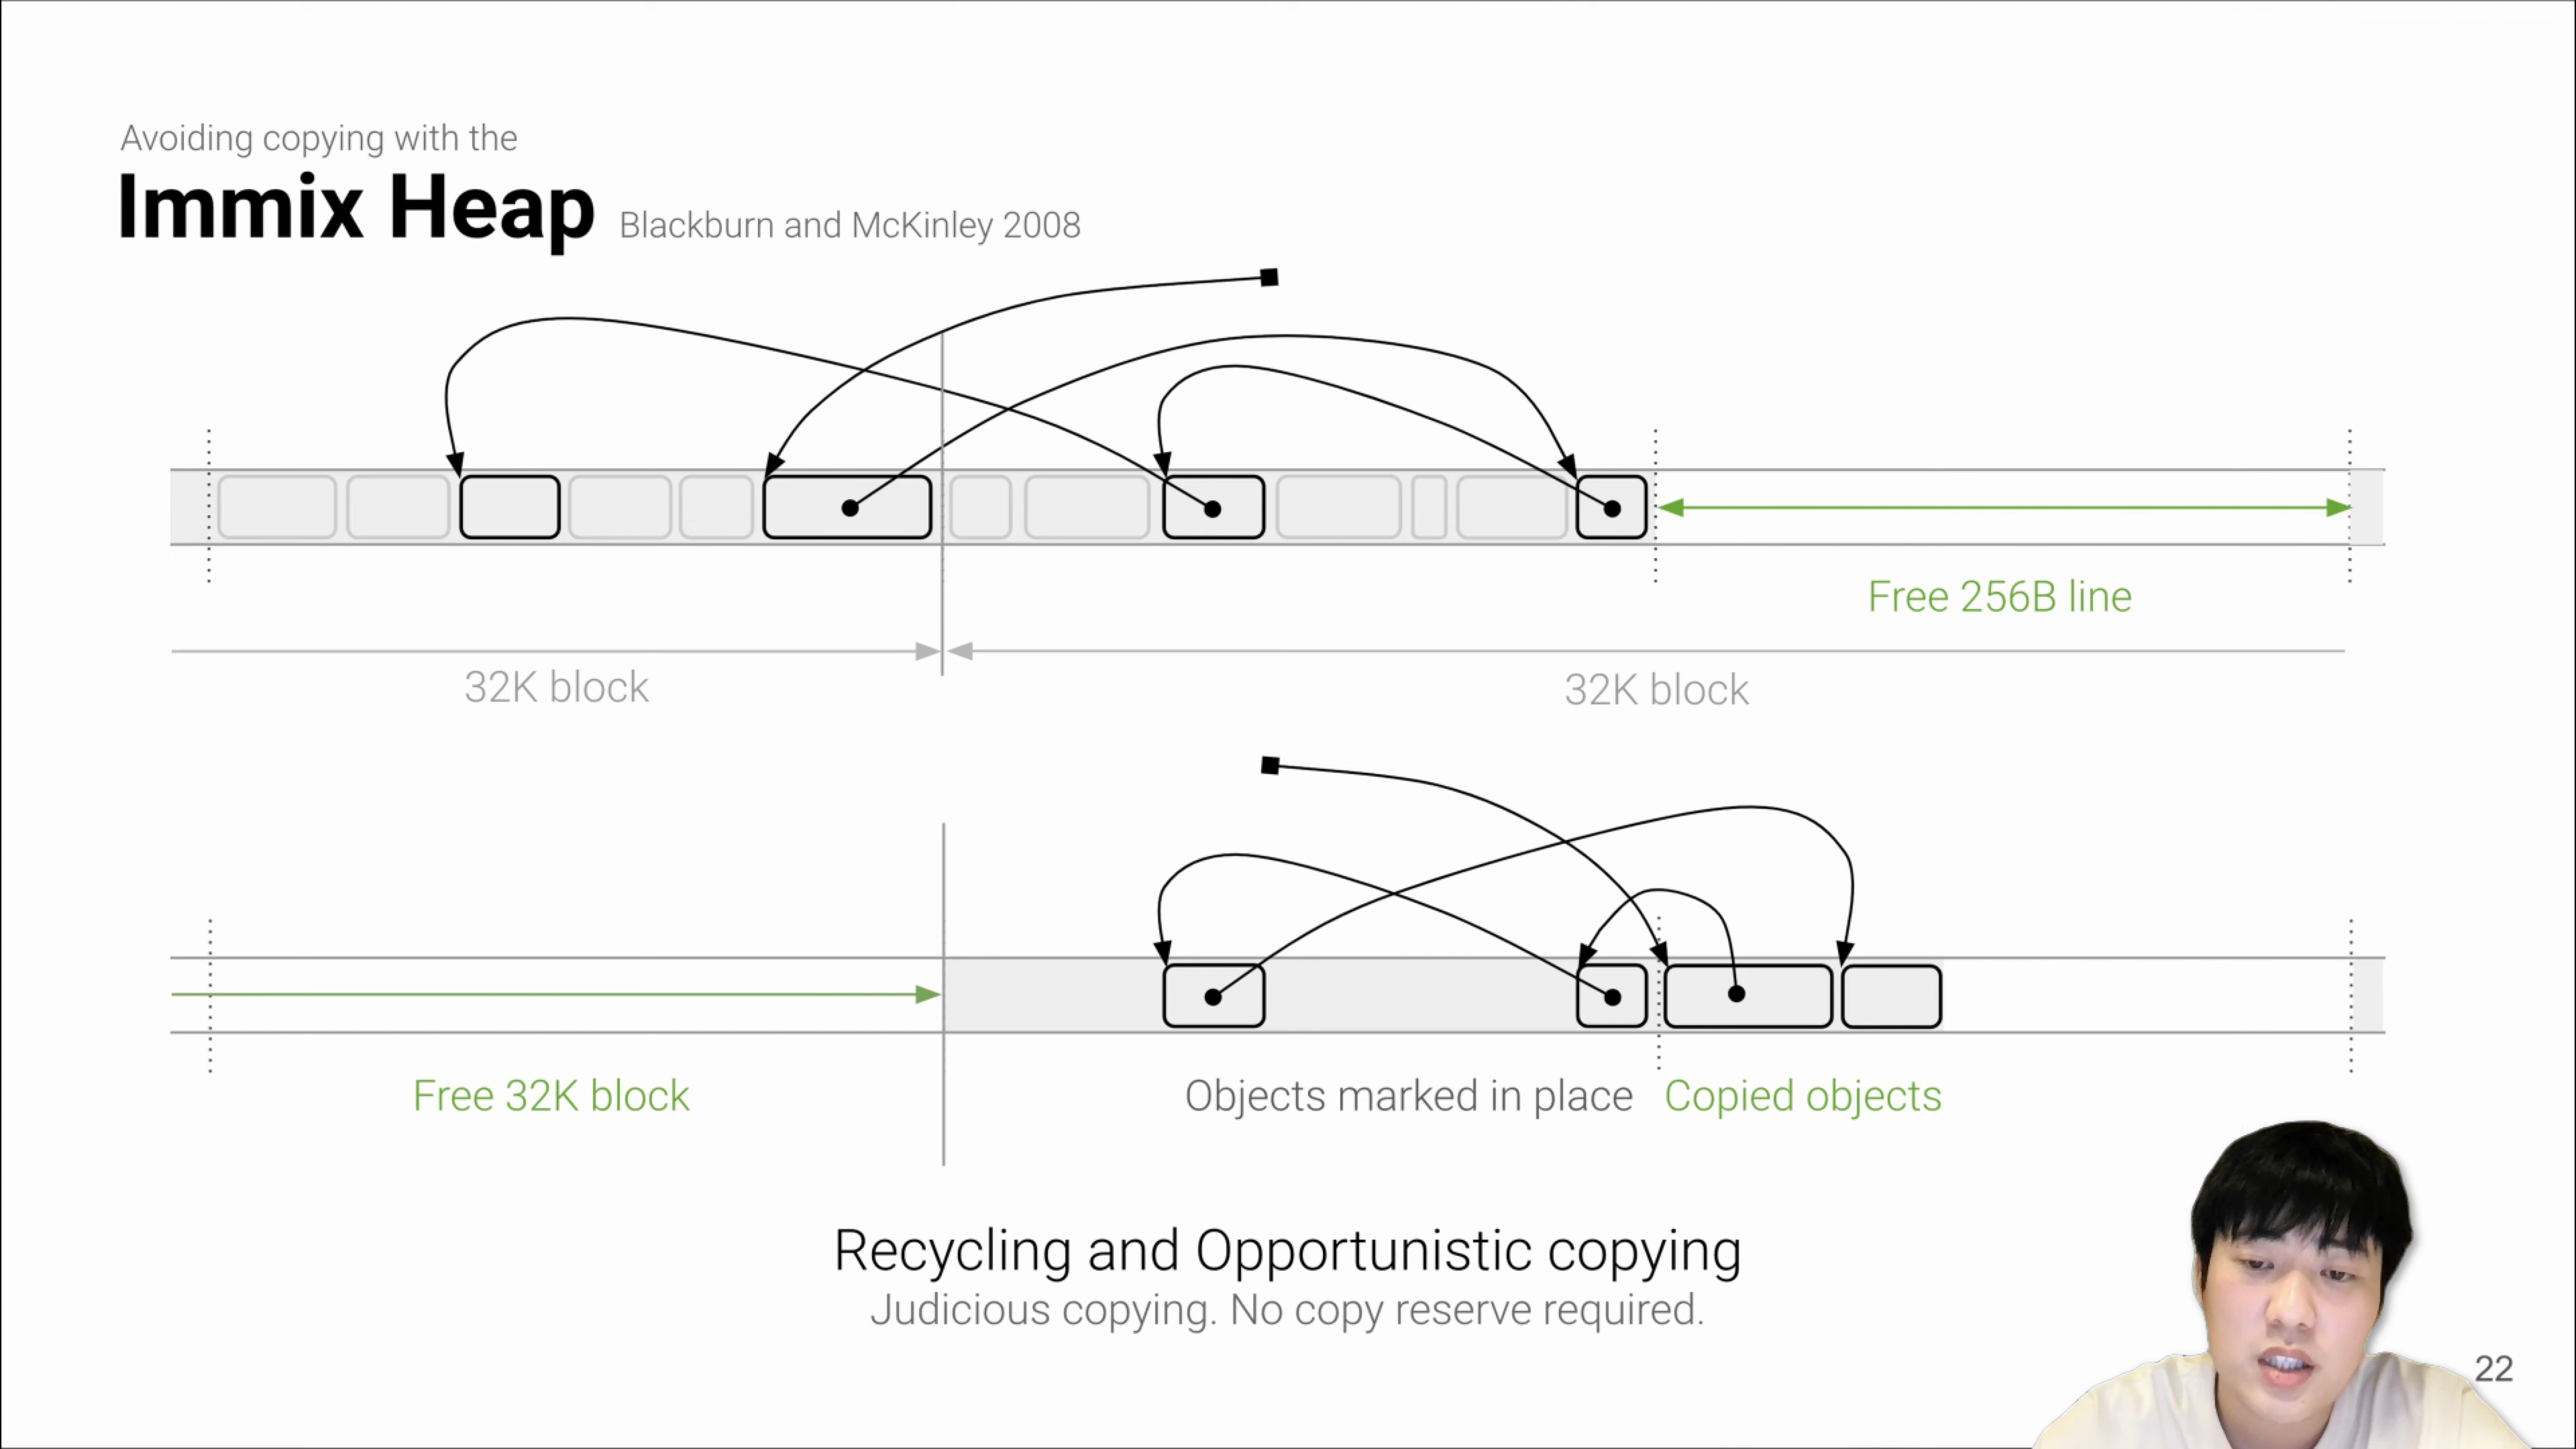 Avoiding copying with the
Immix Heap Blackburn and McKinley 2008
Free 256B line
32K block
32K block
Free 32K block
Objects marked in place
Copied objects
Recycling and Opportunistic copying
Judicious copying. No copy reserve required.
22